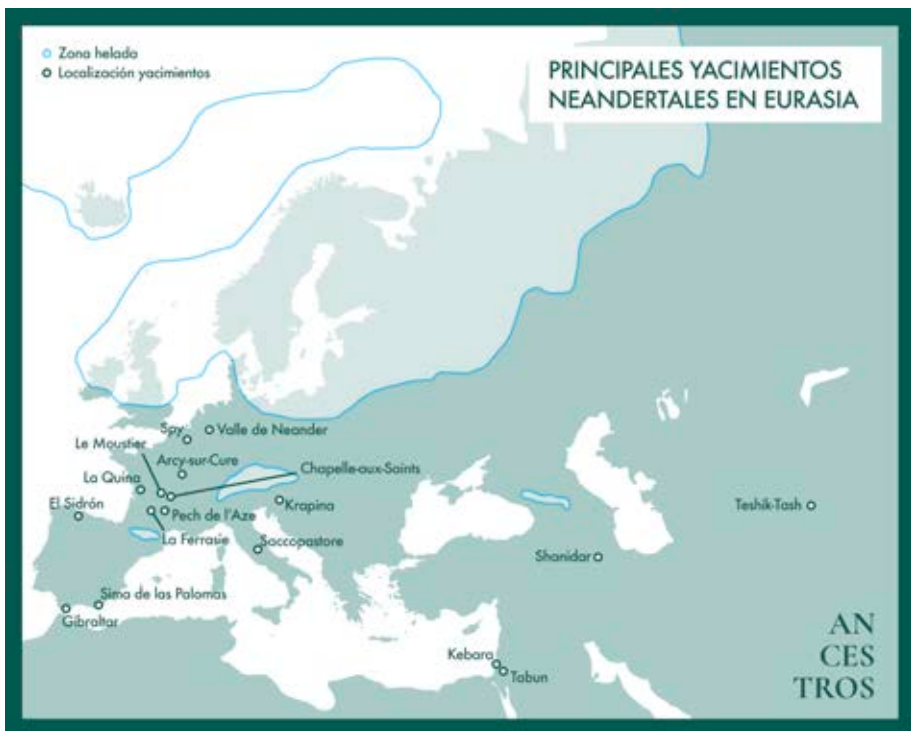 Zona helada
Localización yacimientos
PRINCIPALES YACIMIENTOS
NEANDERTALES EN EURASIA
Spy
Valle de Neander
Le Moustier
Arcy-sur-Cure
Chapelle-aux-Saints
La Quina
El Sidrón
Pech de l'Aze
Krapina
La Ferrasie
Saccopastore
Teshik-Tash
Shanidar
Sima de las Palomas
Gibraltar
Kebara
Tabun
AN
CES
TROS